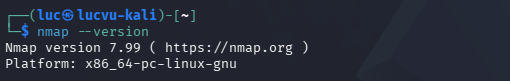 ┌──(luc㉿lucvu-kali)-[~]
└─$ nmap --version
Nmap version 7.99 ( https://nmap.org )
Platform: x86_64-pc-linux-gnu